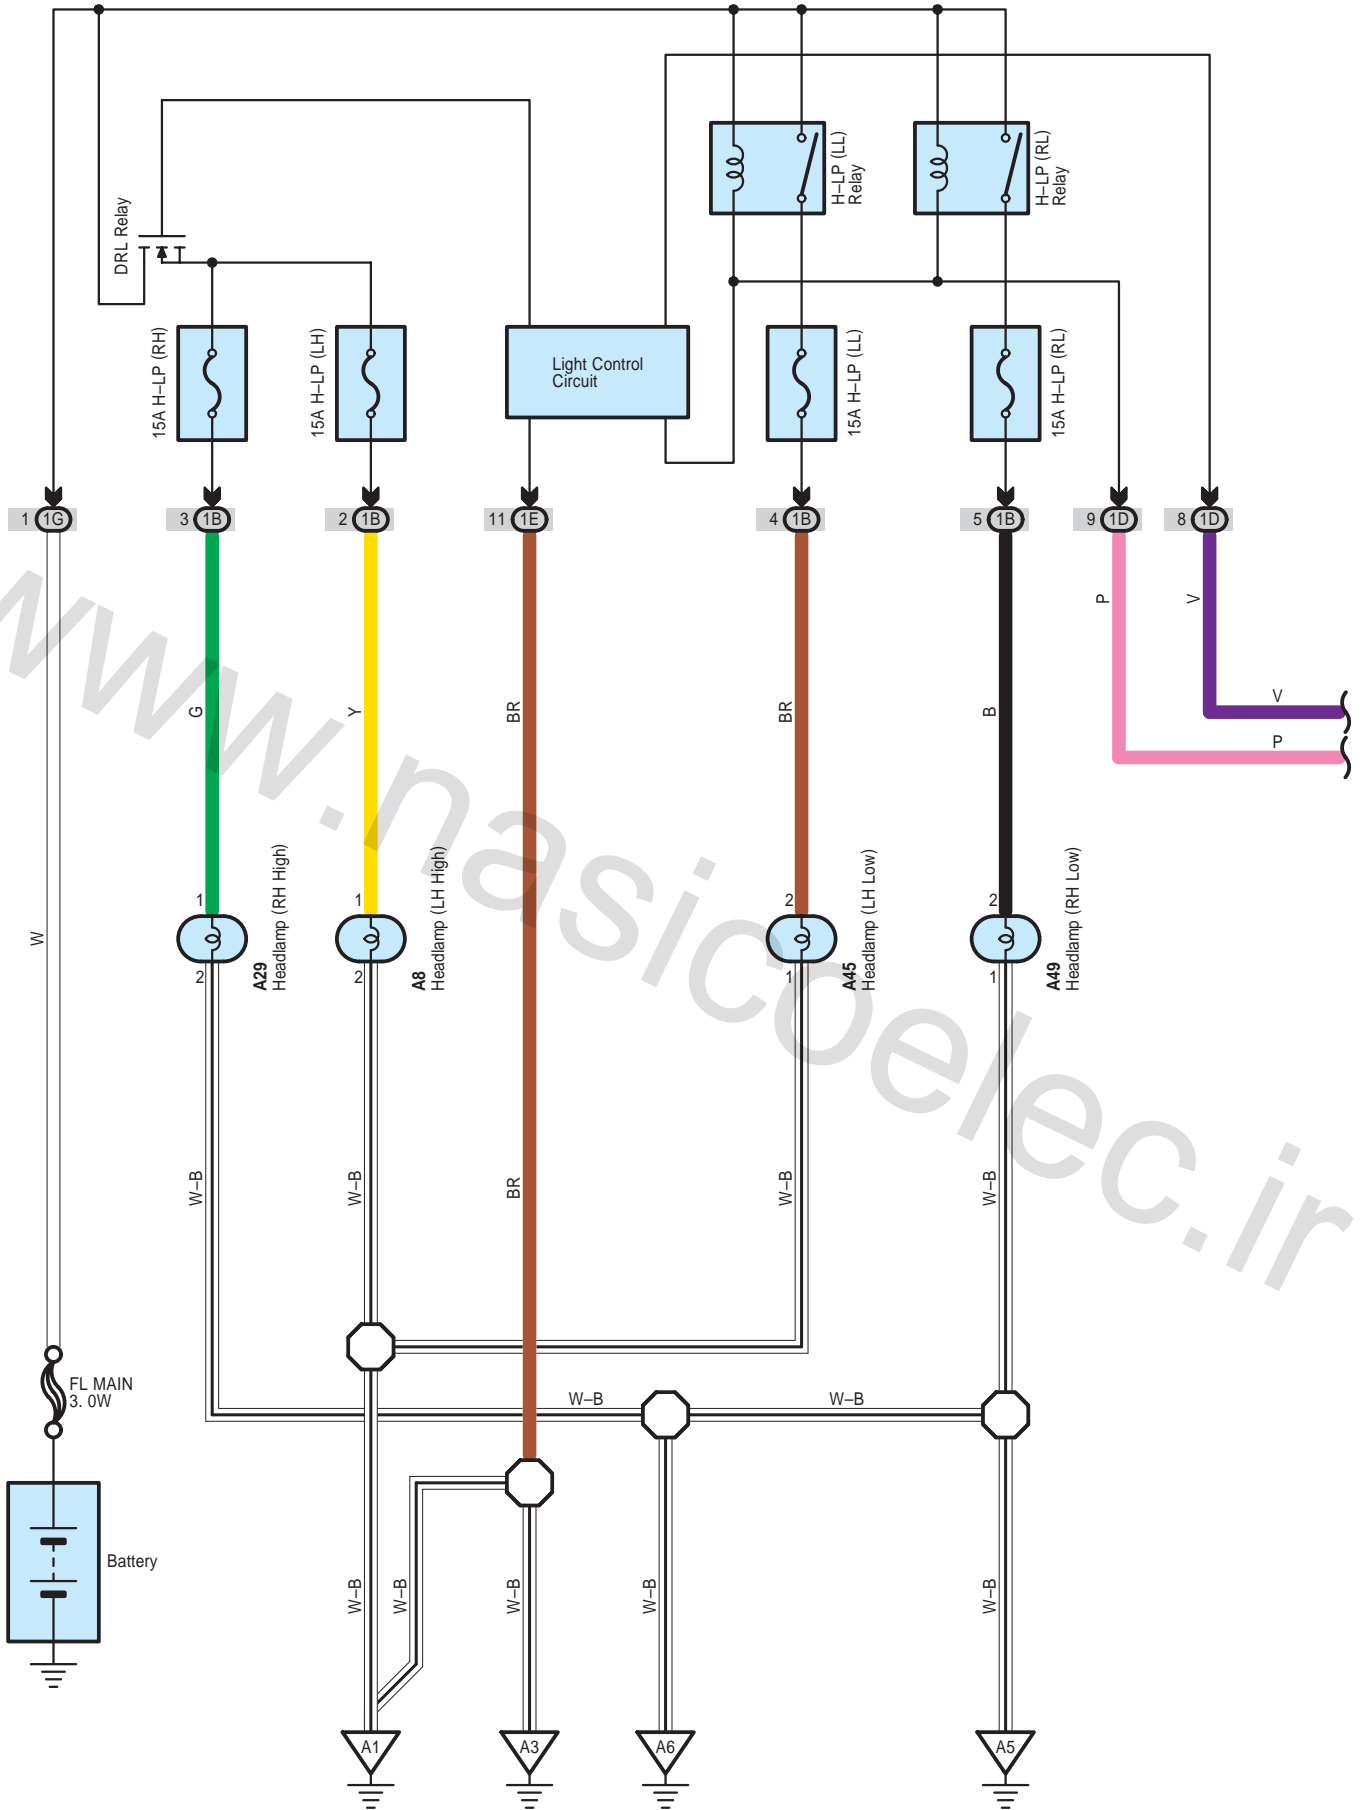 H–LP (LL)
Relay
H–LP (RL)
Relay
DRL Relay
15A H–LP (RH)
15A H–LP (LH)
Light Control
Circuit
15A H–LP (LL)
15A H–LP (RL)
1 1G
3 1B
2 1B
11 1E
4 1B
5 1B
9 1D
8 1D
P
V
G
Y
BR
BR
B
V
P
www.nasicoelec.ir
1
1
2
2
W
2
A29
Headlamp (RH High)
2
A8
Headlamp (LH High)
1
A45
Headlamp (LH Low)
1
A49
Headlamp (RH Low)
W–B
W–B
BR
W–B
W–B
FL MAIN
3. 0W
W–B
W–B
Battery
W–B
W–B
W–B
W–B
W–B
A1
A3
A6
A5